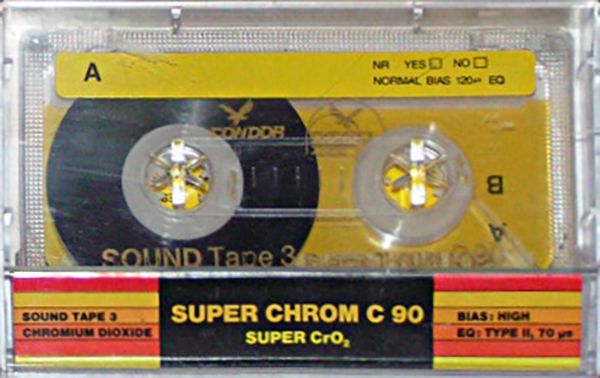 A
NR YES NO
NORMAL BIAS 120µs EQ
CONDOR
B
A
SOUND Tape 3
SOUND TAPE 3
CHROMIUM DIOXIDE
SUPER CHROM C 90
SUPER CrO₂
BIAS: HIGH
EQ: TYPE II, 70 µs